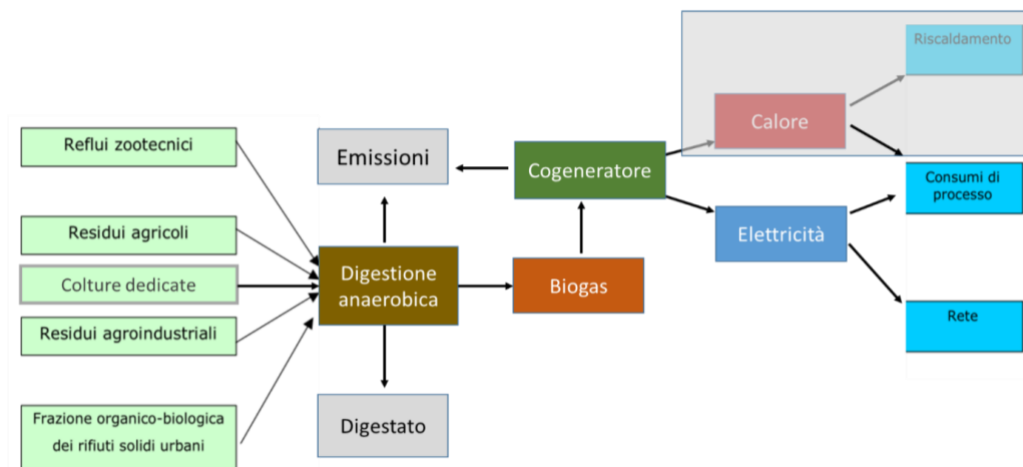 Reflui zootecnici
Residui agricoli
Colture dedicate
Residui agroindustriali
Frazione organico-biologica
dei rifiuti solidi urbani
Emissioni
Digestione
anaerobica
Digestato
Cogeneratore
Biogas
Calore
Elettricità
Riscaldamento
Consumi di
processo
Rete